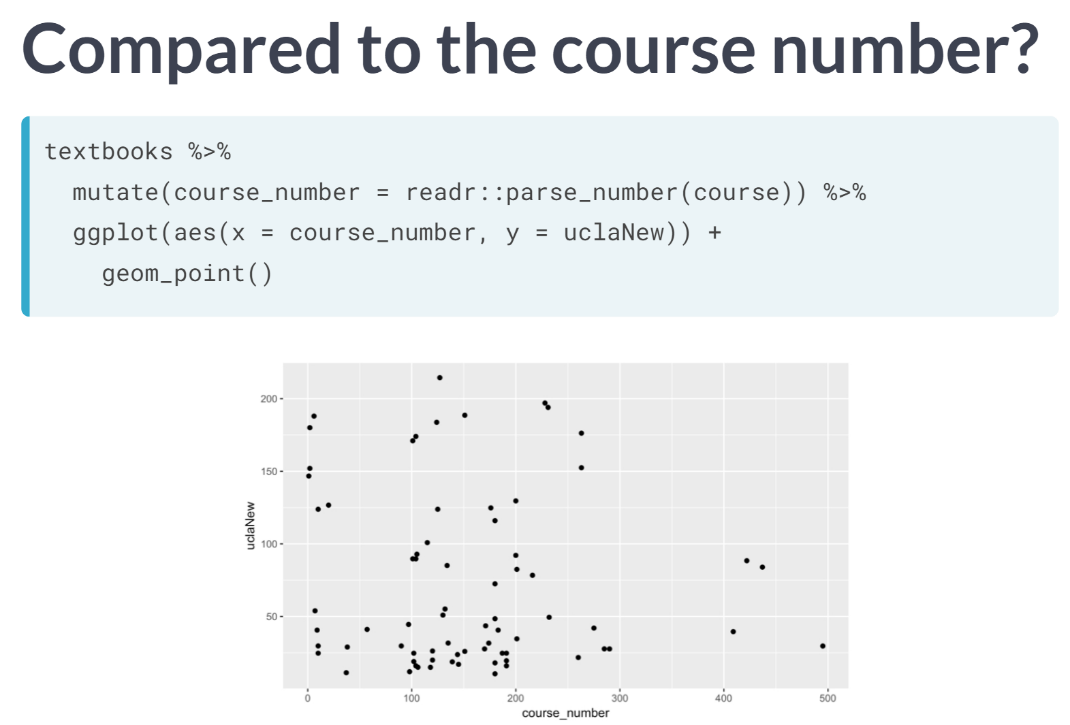 Compared to the course number?
textbooks %>%
  mutate(course_number = readr::parse_number(course)) %>%
  ggplot(aes(x = course_number, y = uclaNew)) +
    geom_point()
200
150
uclaNew
100
50
0 100 200 300 400 500
course_number